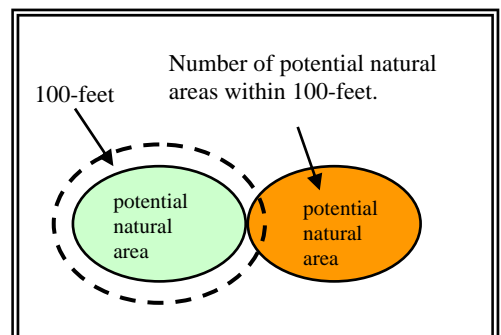 Number of potential natural
areas within 100-feet.
100-feet
potential
natural
area
potential
natural
area